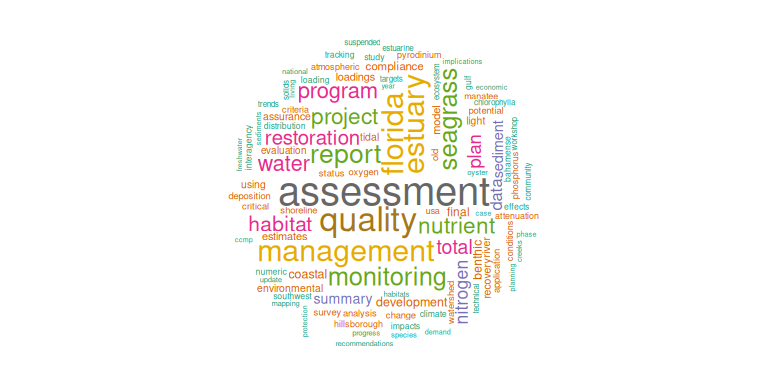 suspended
estuarine
tracking
study
pyrodinium
implications
atmospheric
compliance
national
loading
loadings
targets
ecosystem
gulf
solids
living
program
year
florida
estuary
seagrass
economic
manatee
trends
criteria
project
model
chlorophylla
potential
assurance
light
distribution
sediments
restoration
tidal
plan
sediment
workshop
freshwater
interagency
evaluation
water
report
old
data
bahamense
phosphorus
community
status
oxygen
oyster
using
assessment
deposition
critical
shoreline
quality
usa
final
case
effects
attenuation
habitat
nutrient
ccmp
estimates
management
total
benthic
river
conditions
creeks
phase
numeric
update
coastal
monitoring
nitrogen
recovery
application
planning
environmental
southwest
mapping
summary
habitats
development
watershed
technical
protection
survey
analysis
change
climate
hillsborough
impacts
progress
species
demand
recommendations